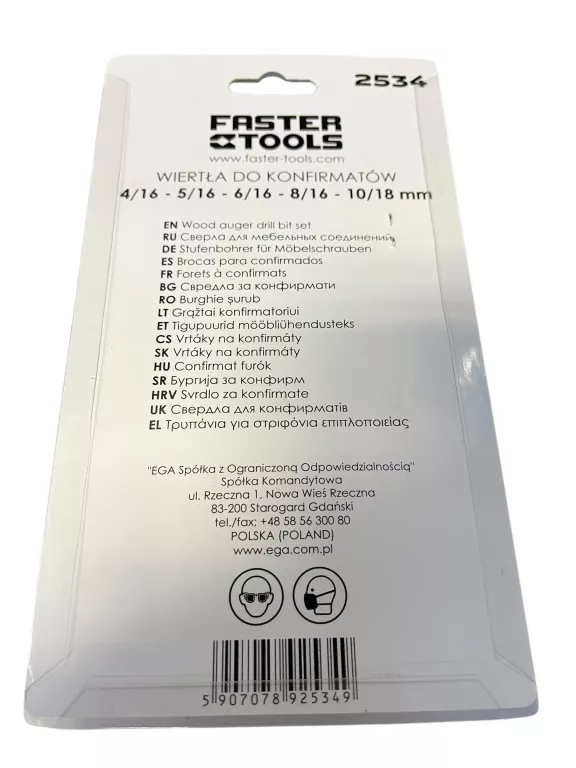 2534
FASTER
TOOLS
www.faster-tools.com
WIERTŁA DO KONFIRMATÓW
4/16 - 5/16 - 6/16 - 8/16 - 10/18 mm
EN Wood auger drill bit set
RU Сверла для мебельных соединений
DE Stufenbohrer für Möbelschrauben
ES Brocas para confirmados
FR Forets à confirmats
BG Свредла за конфирмати
RO Burghie șurub
LT Grąžtai konfirmatoriui
ET Tigupuurid mööbliühendusteks
CS Vrtáky na konfirmáty
SK Vrtáky na konfirmáty
HU Confirmat furók
SR Бургија за конфирм
HRV Svrdlo za konfirmate
UK Свердла для конфирматів
EL Τρυπάνια για στριφόνια επιπλοποιείας
"EGA Spółka z Ograniczoną Odpowiedzialnością"
Spółka Komandytowa
ul. Rzeczna 1, Nowa Wieś Rzeczna
83-200 Starogard Gdański
tel./fax; +48 58 56 300 80
POLSKA (POLAND)
www.ega.com.pl
5 907078 925349